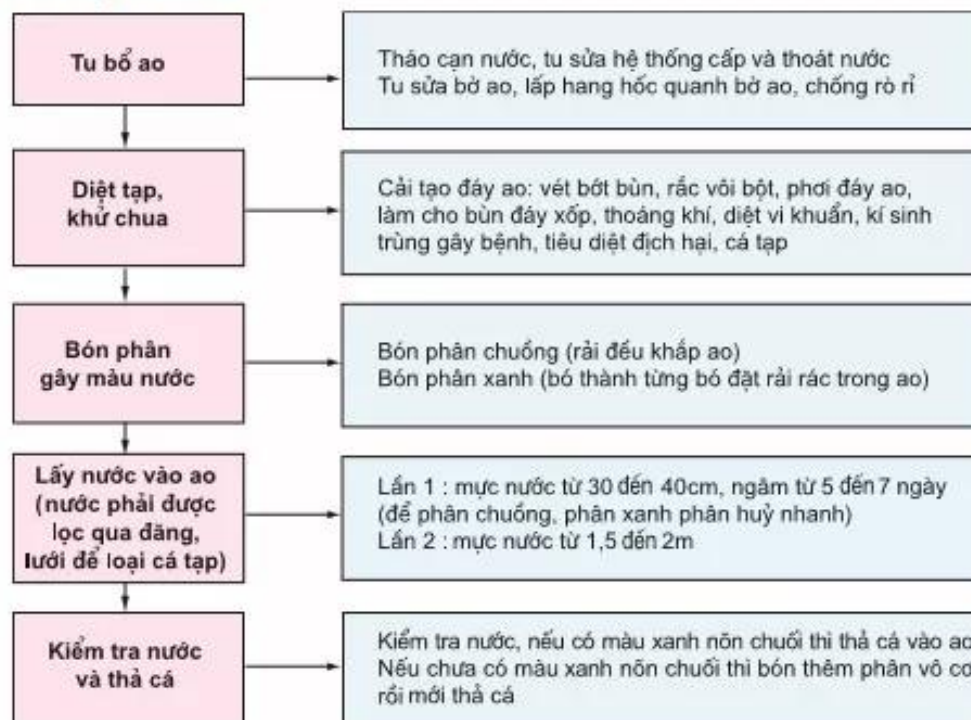 Tu bổ ao
Tháo cạn nước, tu sửa hệ thống cấp và thoát nước
Tu sửa bờ ao, lấp hang hốc quanh bờ ao, chống rò rỉ
Diệt tạp,
khử chua
Cải tạo đáy ao: vét bớt bùn, rắc vôi bột, phơi đáy ao,
làm cho bùn đáy xốp, thoáng khí, diệt vi khuẩn, kí sinh
trùng gây bệnh, tiêu diệt địch hại, cá tạp
Bón phân
gây màu nước
Bón phân chuồng (rải đều khắp ao)
Bón phân xanh (bó thành từng bó đặt rải rác trong ao)
Lấy nước vào ao
(nước phải được
lọc qua đăng,
lưới để loại cá tạp)
Lần 1 : mực nước từ 30 đến 40cm, ngâm từ 5 đến 7 ngày
(để phân chuồng, phân xanh phân huỷ nhanh)
Lần 2 : mực nước từ 1,5 đến 2m
Kiểm tra nước
và thả cá
Kiểm tra nước, nếu có màu xanh nõn chuối thì thả cá vào ao
Nếu chưa có màu xanh nõn chuối thì bón thêm phân vô cơ
rồi mới thả cá